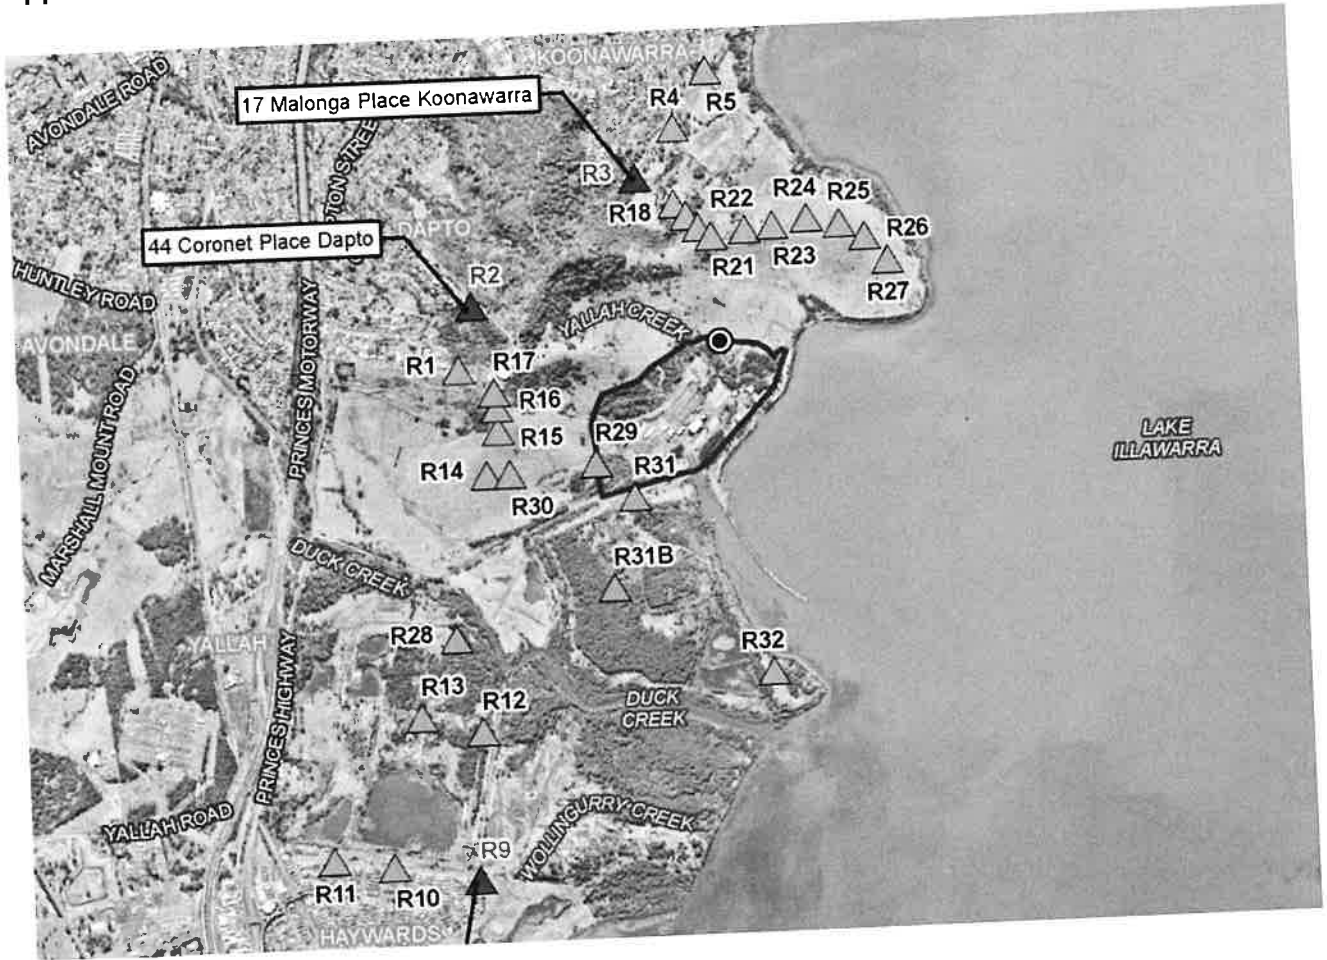 KOONAWARRA
AVONDALE ROAD
17 Malonga Place Koonawarra
R4
R5
R3
R18
R22
R24
R25
R26
R21
R23
R27
DAPTO
44 Coronet Place Dapto
R2
HUNTLEY ROAD
AVONDALE
YALLAH CREEK
PRINCES MOTORWAY
R1
R17
R16
R15
R14
R30
R29
R31
LAKE
ILLAWARRA
MARSHALL MOUNT ROAD
DUCK CREEK
R31B
R28
YALLAH
R32
R13
R12
DUCK
CREEK
PRINCES HIGHWAY
YALLAH ROAD
WOLLINGURRY CREEK
R9
R11
R10
HAYWARDS